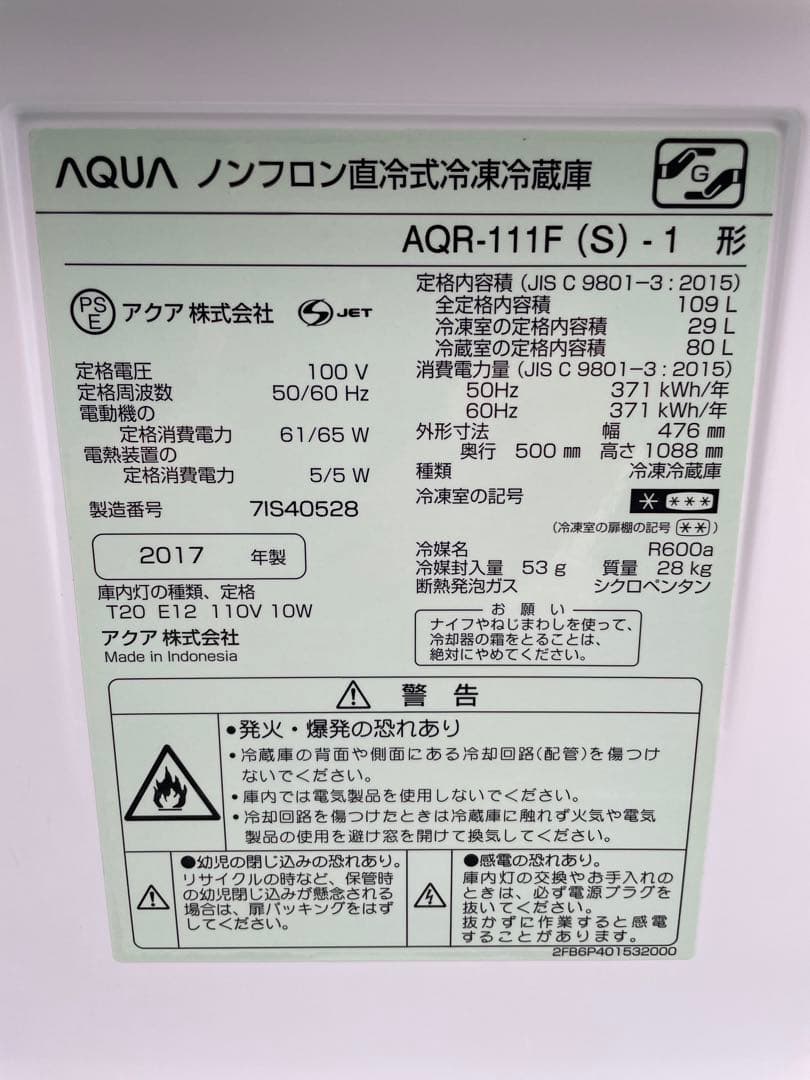 AQUA ノンフロン直冷式冷凍冷蔵庫
G
AQR-111F (S) - 1 形
PS
E
アクア 株式会社
S JET
定格電圧 100 V
定格周波数 50/60 Hz
電動機の
定格消費電力 61/65 W
電熱装置の
定格消費電力 5/5 W
製造番号 7IS40528
2017 年製
庫内灯の種類、定格
T20 E12 110V 10W
アクア 株式会社
Made in Indonesia
定格内容積 (JIS C 9801-3 : 2015)
全定格内容積 109 L
冷凍室の定格内容積 29 L
冷蔵室の定格内容積 80 L
消費電力量 (JIS C 9801-3 : 2015)
50Hz 371 kWh/年
60Hz 371 kWh/年
外形寸法 幅 476 ㎜
奥行 500 ㎜ 高さ 1088 ㎜
種類 冷凍冷蔵庫
冷凍室の記号 * ***
(冷凍室の扉棚の記号 ** )
冷媒名 R600a
冷媒封入量 53 g 質量 28 kg
断熱発泡ガス シクロペンタン
お 願 い
ナイフやねじまわしを使って、
冷却器の霜をとることは、
絶対にやめてください。
警 告
●発火・爆発の恐れあり
・冷蔵庫の背面や側面にある冷却回路(配管)を傷つけ
ないでください。
・庫内では電気製品を使用しないでください。
・冷却回路を傷つけたときは冷蔵庫に触れず火気や電気
製品の使用を避け窓を開けて換気してください。
●幼児の閉じ込みの恐れあり。
リサイクルの時など、保管時
の幼児閉じ込みが懸念される
場合は、扉パッキングをはず
してください。
●感電の恐れあり。
庫内灯の交換やお手入れの
ときは、必ず電源プラグを
抜いてください。
抜かずに作業すると感電
することがあります。
2FB6P401532000